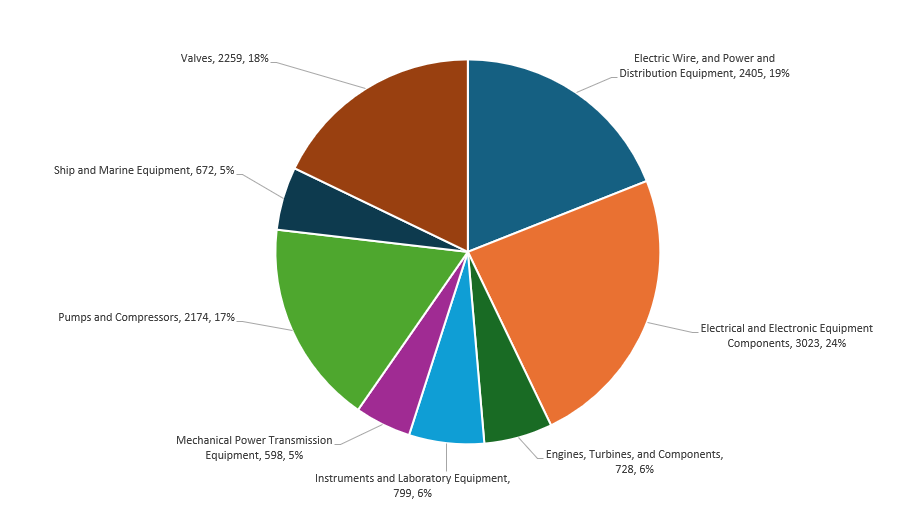 Valves, 2259, 18%
Electric Wire, and Power and
Distribution Equipment, 2405, 19%
Ship and Marine Equipment, 672, 5%
Pumps and Compressors, 2174, 17%
Electrical and Electronic Equipment
Components, 3023, 24%
Mechanical Power Transmission
Equipment, 598, 5%
Engines, Turbines, and Components,
728, 6%
Instruments and Laboratory Equipment,
799, 6%